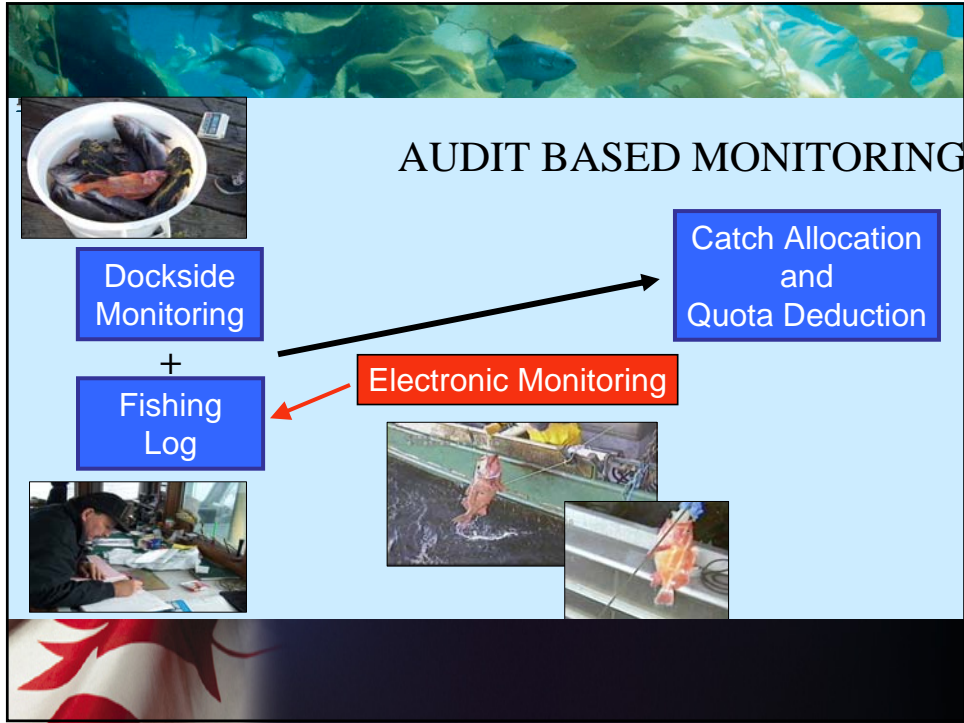 AUDIT BASED MONITORING
Dockside
Monitoring
+
Fishing
Log
Electronic Monitoring
Catch Allocation
and
Quota Deduction